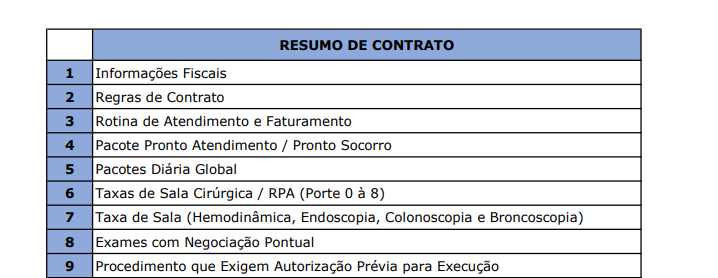 RESUMO DE CONTRATO
1 Informações Fiscais
2 Regras de Contrato
3 Rotina de Atendimento e Faturamento
4 Pacote Pronto Atendimento / Pronto Socorro
5 Pacotes Diária Global
6 Taxas de Sala Cirúrgica / RPA (Porte 0 à 8)
7 Taxa de Sala (Hemodinâmica, Endoscopia, Colonoscopia e Broncoscopia)
8 Exames com Negociação Pontual
9 Procedimento que Exigem Autorização Prévia para Execução